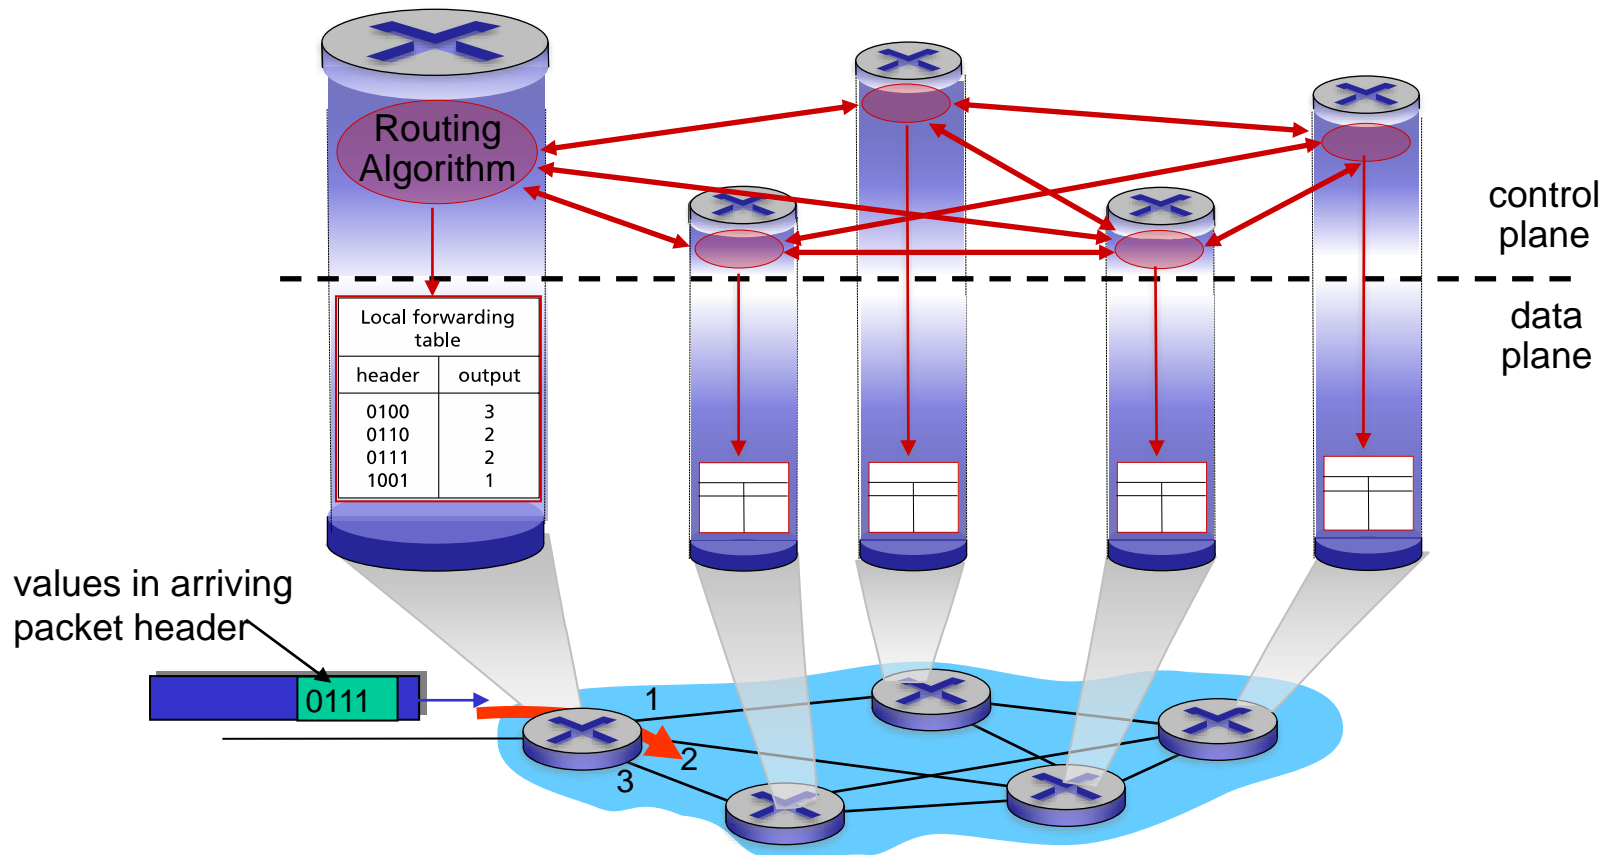 Routing
Algorithm
control
plane
data
plane
Local forwarding
table
header output
0100 3
0110 2
0111 2
1001 1
values in arriving
packet header
0111
1
2
3